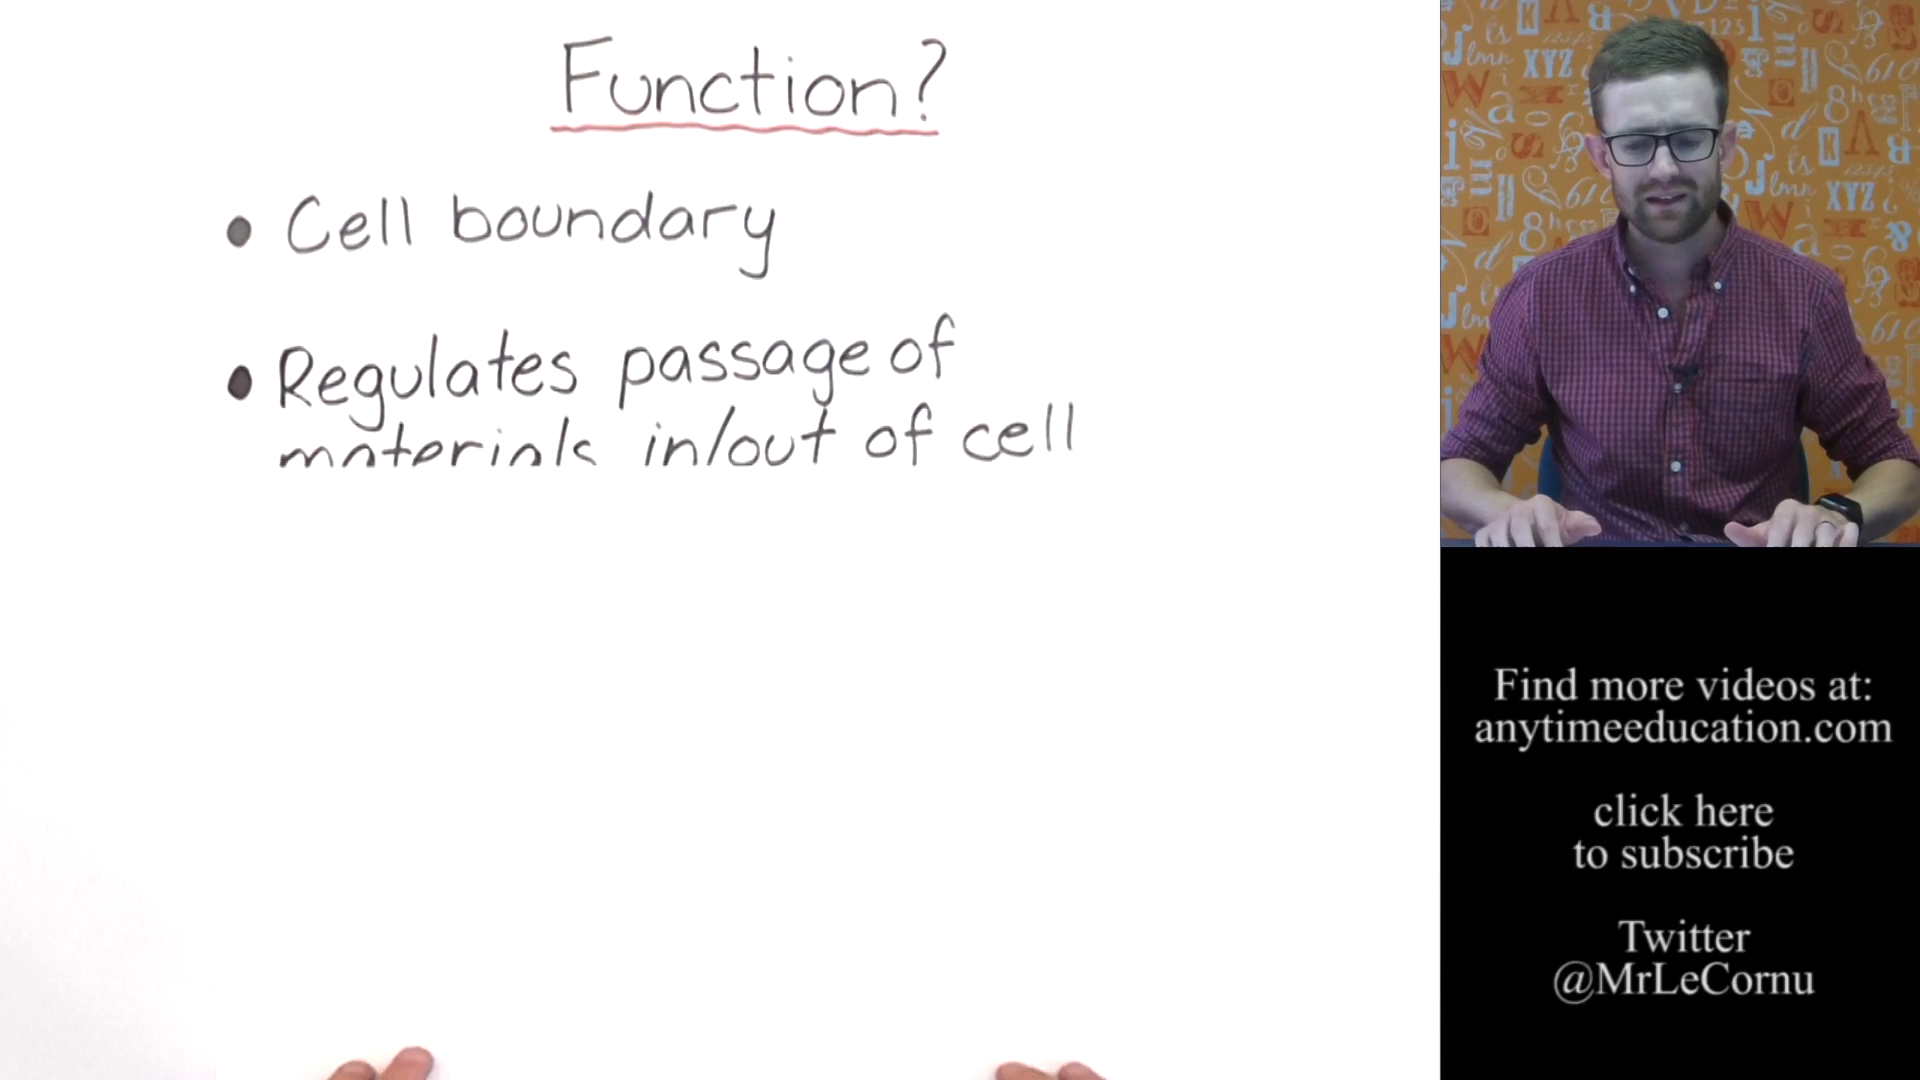 Function?
• Cell boundary
• Regulates passage of
materials in/out of cell
Find more videos at:
anytimeeducation.com
click here
to subscribe
Twitter
@MrLeCornu